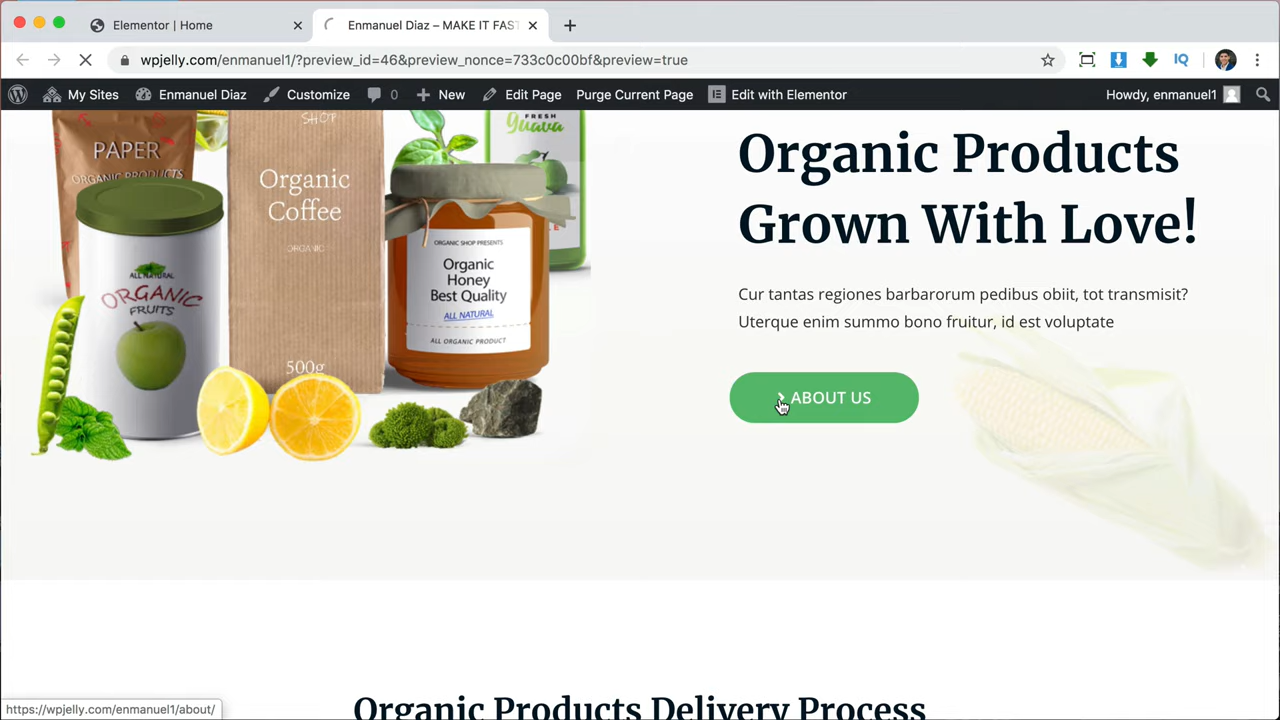 Elementor | Home
Enmanuel Diaz – MAKE IT FAST
wpjelly.com/enmanuel1/?preview_id=46&preview_nonce=733c0c00bf&preview=true
IQ
My Sites
Enmanuel Diaz
Customize
0
New
Edit Page
Purge Current Page
Edit with Elementor
Howdy, enmanuel1
PAPER
ORGANIC PRODUCTS
SHOP
Organic
Coffee
ORGANIC
500g
FRESH
guava
ALL NATURAL
ORGANIC
FRUITS
ORGANIC SHOP PRESENTS
Organic
Honey
Best Quality
ALL NATURAL
ALL ORGANIC PRODUCT
Organic Products
Grown With Love!
Cur tantas regiones barbarorum pedibus obiit, tot transmisit?
Uterque enim summo bono fruitur, id est voluptate
ABOUT US
Organic Products Delivery Process
https://wpjelly.com/enmanuel1/about/